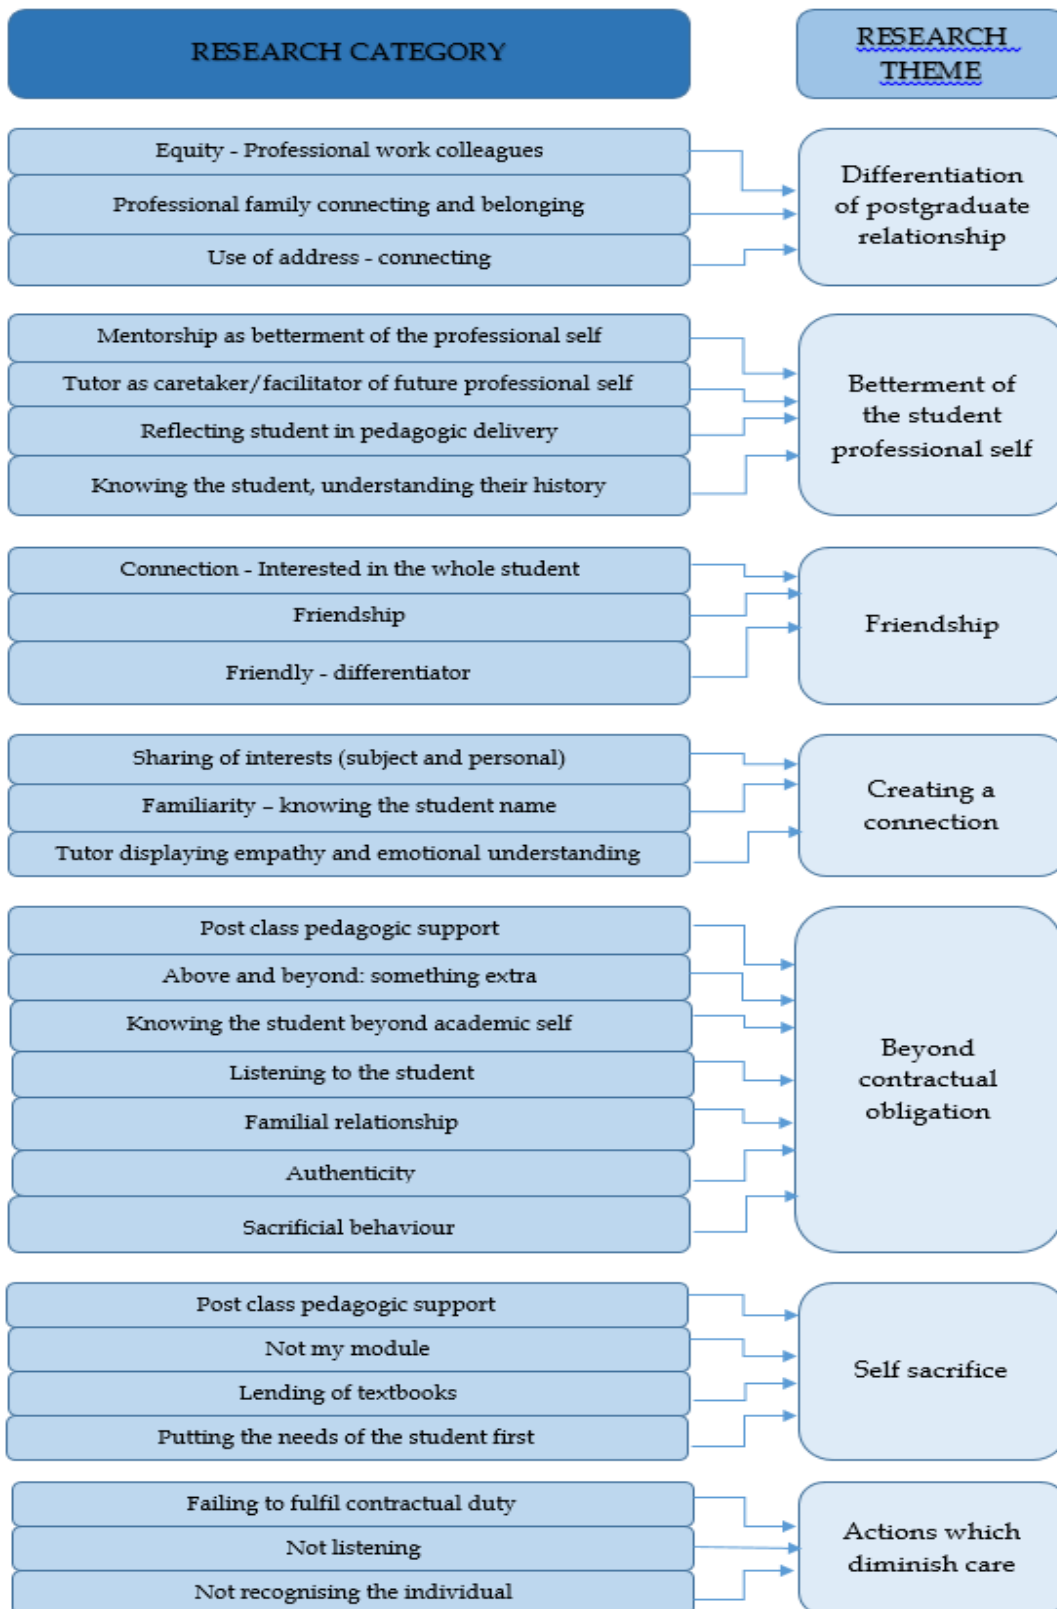 RESEARCH CATEGORY
RESEARCH
THEME
Equity - Professional work colleagues
Professional family connecting and belonging
Use of address - connecting
Differentiation
of postgraduate
relationship
Mentorship as betterment of the professional self
Tutor as caretaker/facilitator of future professional self
Reflecting student in pedagogic delivery
Knowing the student, understanding their history
Betterment of
the student
professional self
Connection - Interested in the whole student
Friendship
Friendly - differentiator
Friendship
Sharing of interests (subject and personal)
Familiarity – knowing the student name
Tutor displaying empathy and emotional understanding
Creating a
connection
Post class pedagogic support
Above and beyond: something extra
Knowing the student beyond academic self
Listening to the student
Familial relationship
Authenticity
Sacrificial behaviour
Beyond
contractual
obligation
Post class pedagogic support
Not my module
Lending of textbooks
Putting the needs of the student first
Self sacrifice
Failing to fulfil contractual duty
Not listening
Not recognising the individual
Actions which
diminish care